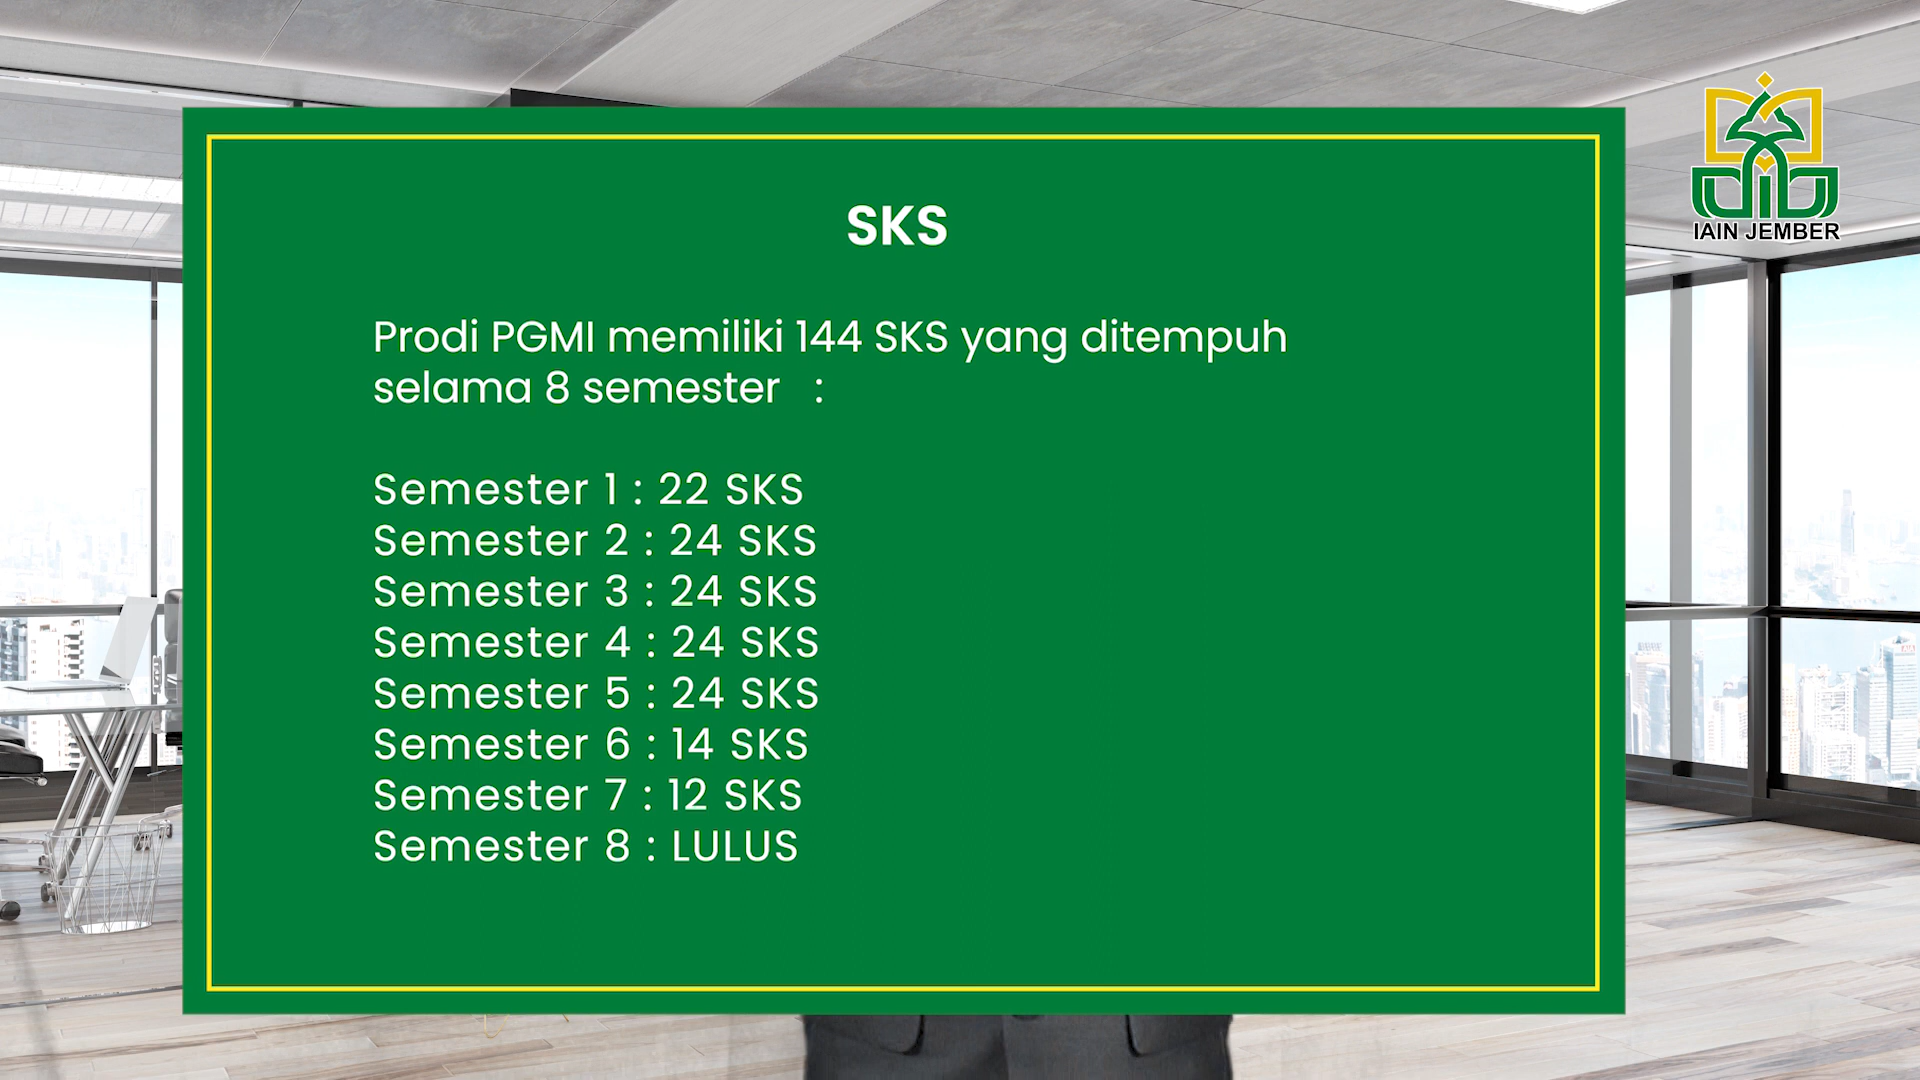 SKS
Prodi PGMI memiliki 144 SKS yang ditempuh
selama 8 semester :
Semester 1 : 22 SKS
Semester 2 : 24 SKS
Semester 3 : 24 SKS
Semester 4 : 24 SKS
Semester 5 : 24 SKS
Semester 6 : 14 SKS
Semester 7 : 12 SKS
Semester 8 : LULUS
IAIN JEMBER
AIA